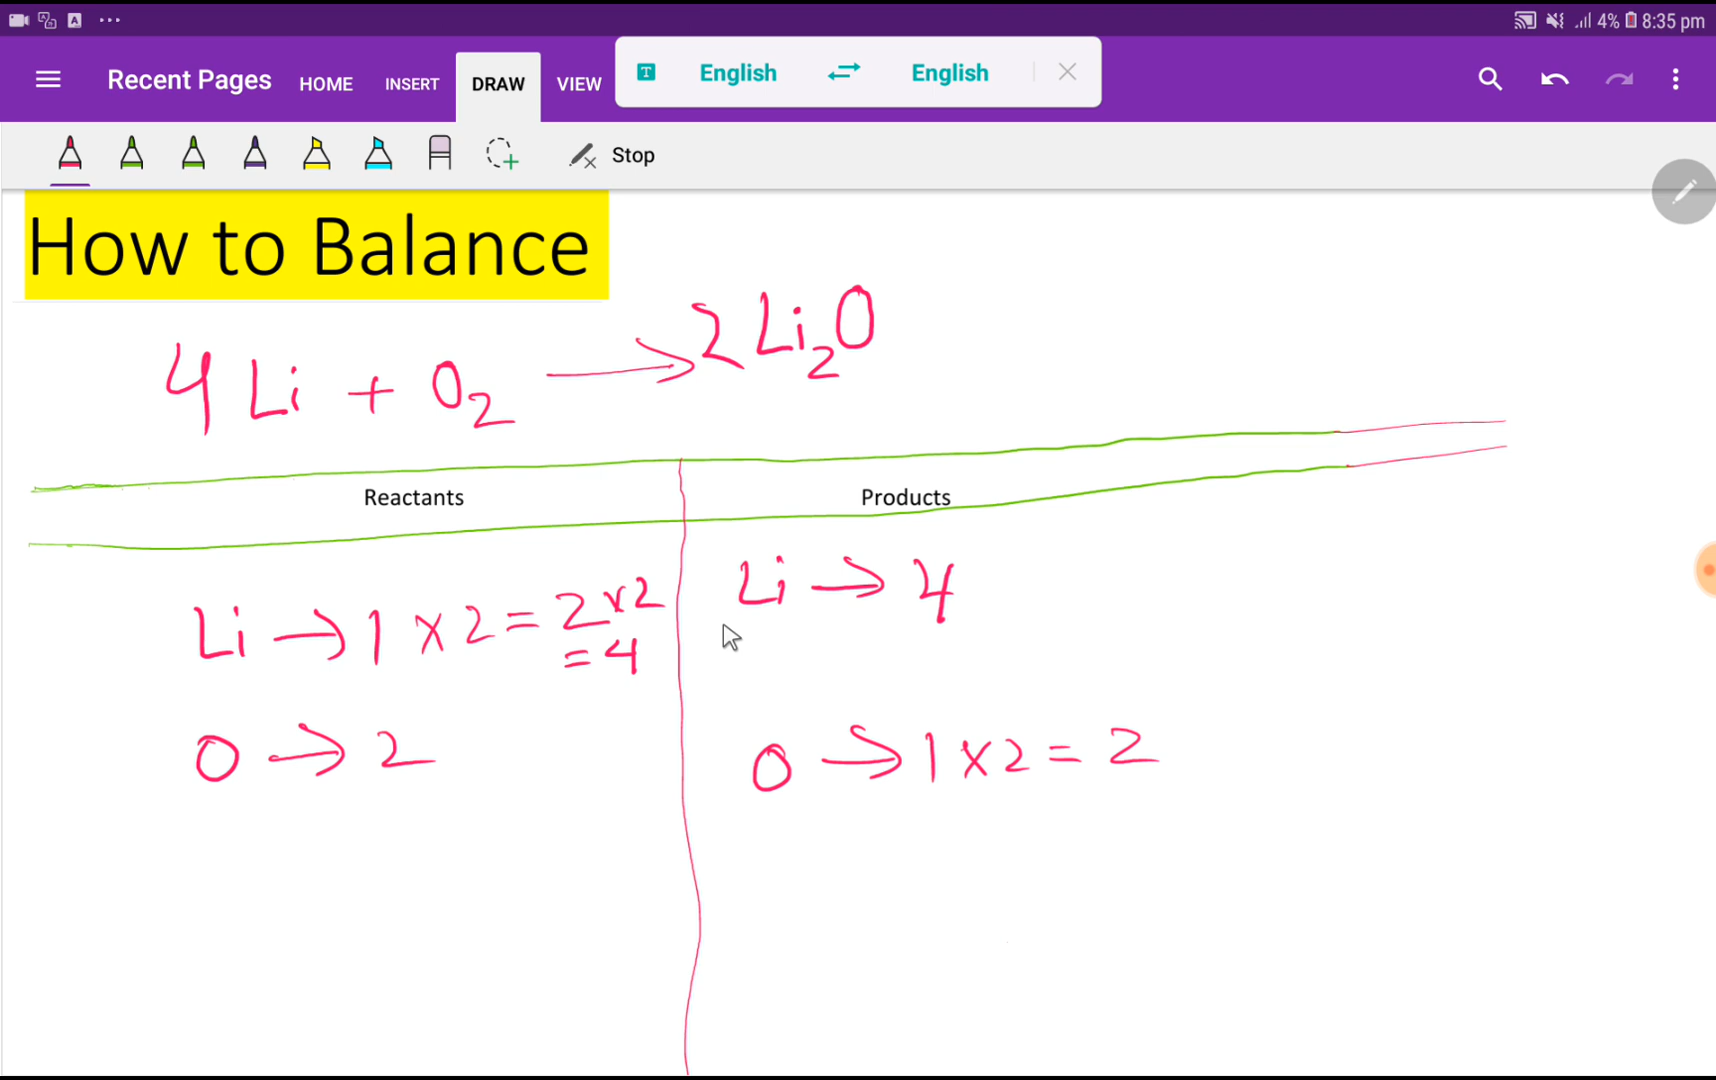 4% 8:35 pm
Recent Pages HOME INSERT DRAW VIEW T English English
Stop
How to Balance
4 Li + O2 → 2 Li2O
Reactants Products
Li → 1 x 2 = 2 x 2
= 4
Li → 4
O → 2
O → 1 x 2 = 2